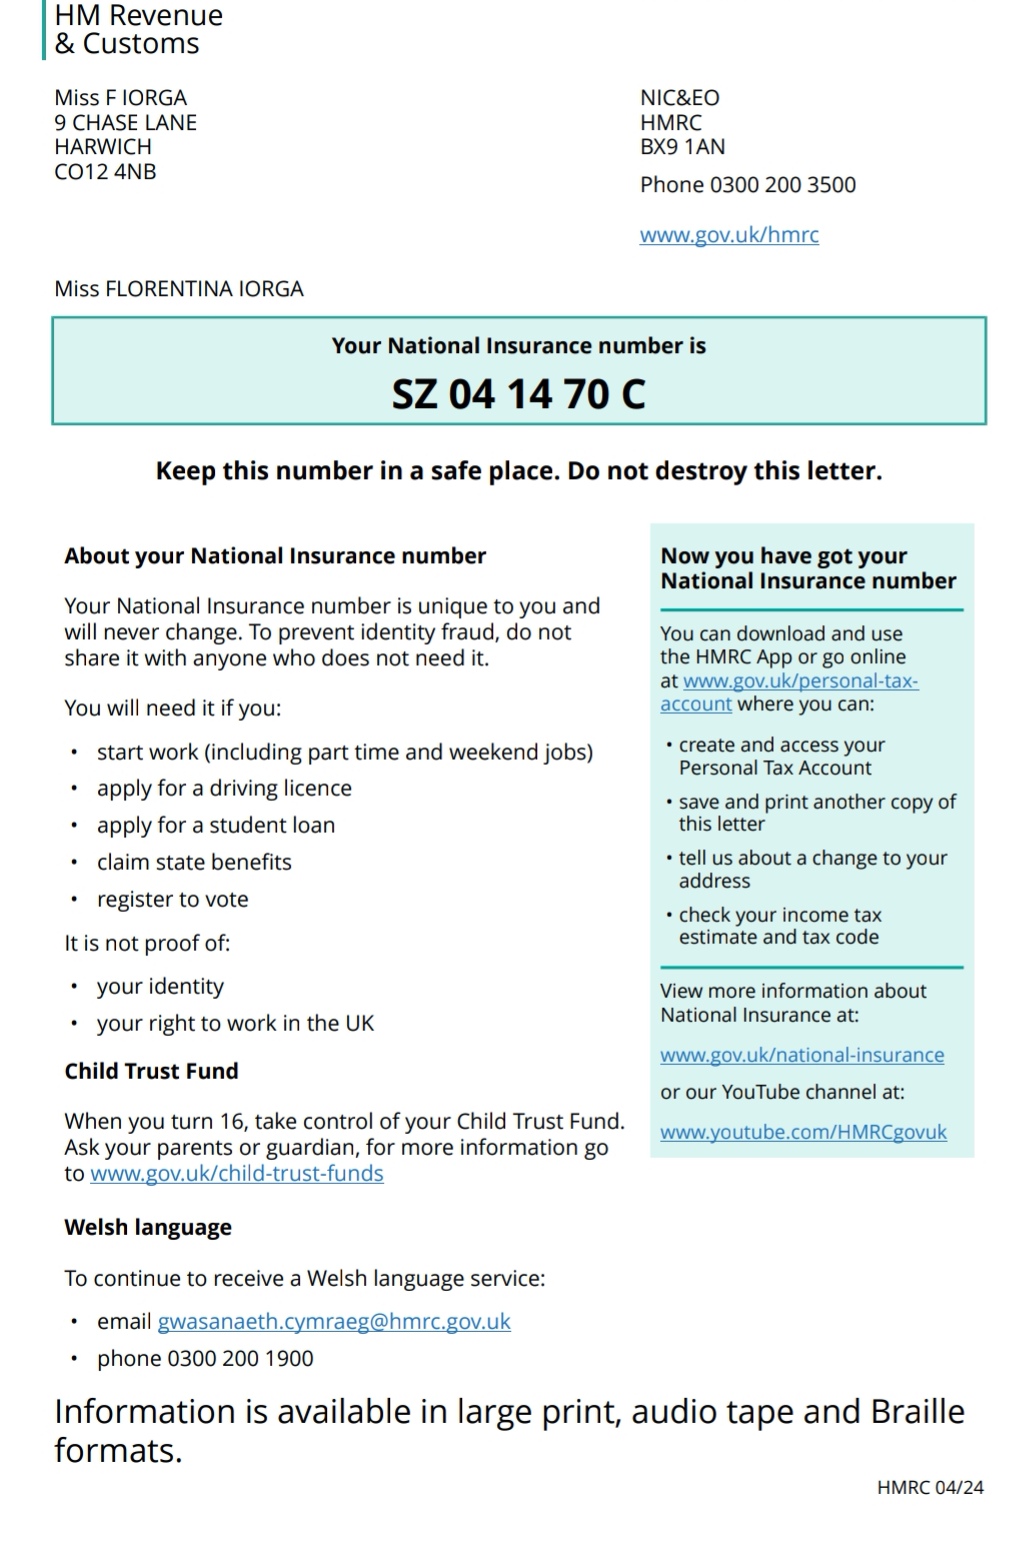 HM Revenue
& Customs
Miss F IORGA
9 CHASE LANE
HARWICH
CO12 4NB
NIC&EO
HMRC
BX9 1AN
Phone 0300 200 3500
www.gov.uk/hmrc
Miss FLORENTINA IORGA
Your National Insurance number is
SZ 04 14 70 C
Keep this number in a safe place. Do not destroy this letter.
About your National Insurance number
Your National Insurance number is unique to you and
will never change. To prevent identity fraud, do not
share it with anyone who does not need it.
You will need it if you:
• start work (including part time and weekend jobs)
• apply for a driving licence
• apply for a student loan
• claim state benefits
• register to vote
It is not proof of:
• your identity
• your right to work in the UK
Child Trust Fund
When you turn 16, take control of your Child Trust Fund.
Ask your parents or guardian, for more information go
to www.gov.uk/child-trust-funds
Welsh language
To continue to receive a Welsh language service:
• email gwasanaeth.cymraeg@hmrc.gov.uk
• phone 0300 200 1900
Now you have got your
National Insurance number
You can download and use
the HMRC App or go online
at www.gov.uk/personal-tax-
account where you can:
• create and access your
Personal Tax Account
• save and print another copy of
this letter
• tell us about a change to your
address
• check your income tax
estimate and tax code
View more information about
National Insurance at:
www.gov.uk/national-insurance
or our YouTube channel at:
www.youtube.com/HMRCgovuk
Information is available in large print, audio tape and Braille
formats.
HMRC 04/24